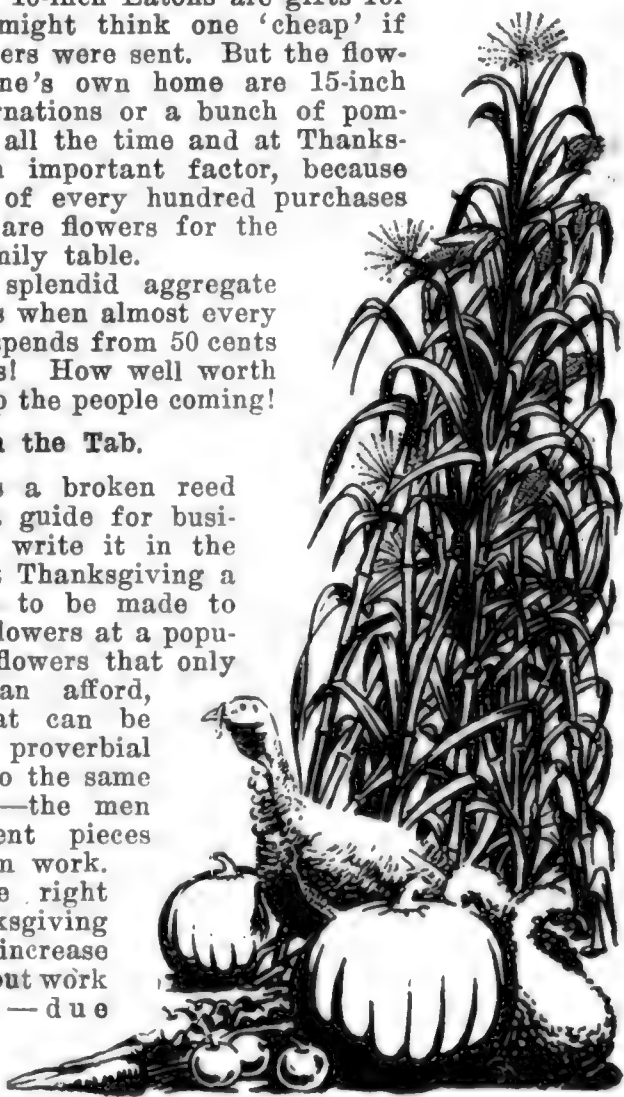 10-inch Eatons are gifts for
might think one ‘cheap’ if
ers were sent. But the flow-
ne’s own home are 15-inch
rnations or a bunch of pom-
all the time and at Thanks-
important factor, because
of every hundred purchases
are flowers for the
mily table.
splendid aggregate
s when almost every
spends from 50 cents
s! How well worth
the people coming!
the Tab.
s a broken reed
guide for busi-
write it in the
Thanksgiving a
to be made to
lowers at a popu-
flowers that only
an afford,
at can be
proverbial
o the same
—the men
ent pieces
n work.
e right
ksgiving
increase
out work
—due